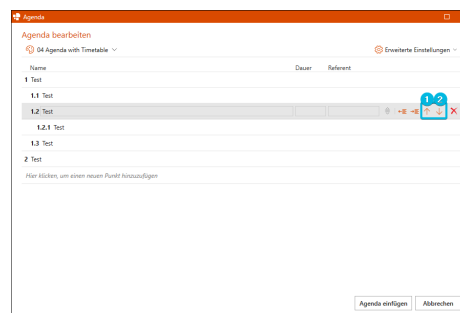 Agenda
Agenda bearbeiten
04 Agenda with Timetable
Erweiterte Einstellungen
Name Dauer Referent
1 Test
1.1 Test
1 2
1.2 Test
1.2.1 Test
1.3 Test
2 Test
Hier klicken, um einen neuen Punkt hinzuzufügen
Agenda einfügen Abbrechen